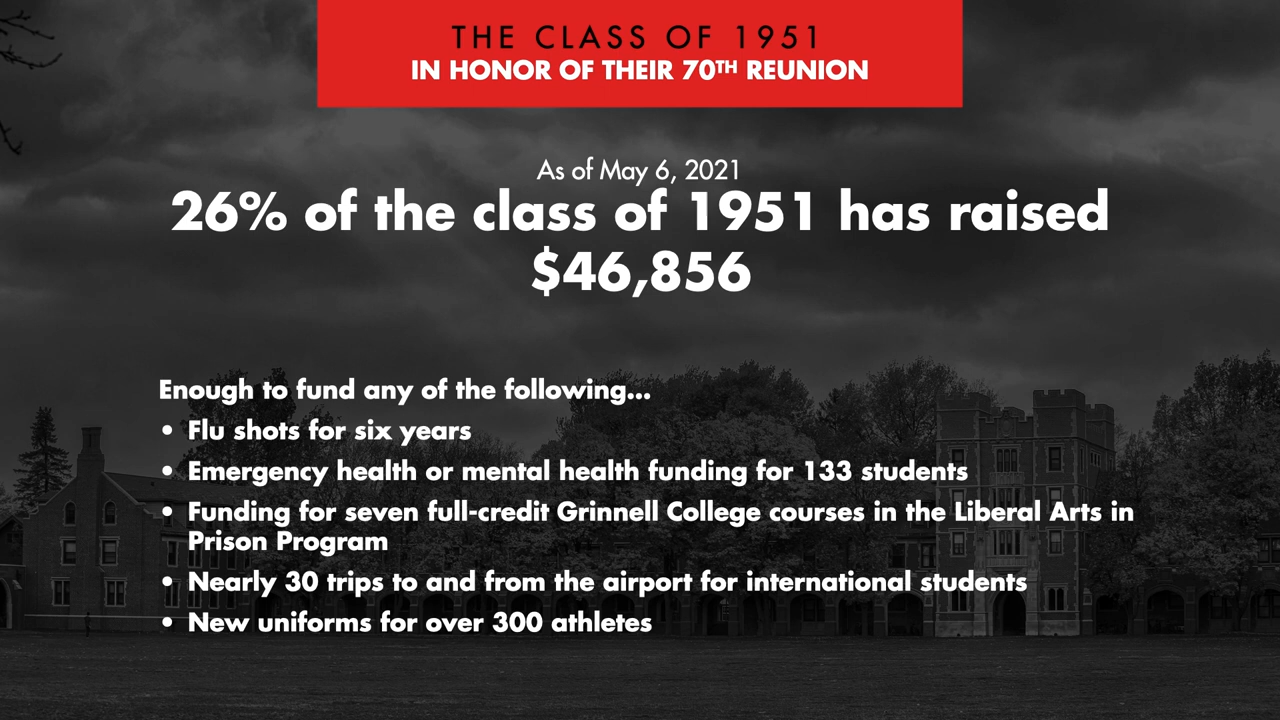 THE CLASS OF 1951
IN HONOR OF THEIR 70TH REUNION
As of May 6, 2021
26% of the class of 1951 has raised
$46,856
Enough to fund any of the following...
• Flu shots for six years
• Emergency health or mental health funding for 133 students
• Funding for seven full-credit Grinnell College courses in the Liberal Arts in
Prison Program
• Nearly 30 trips to and from the airport for international students
• New uniforms for over 300 athletes